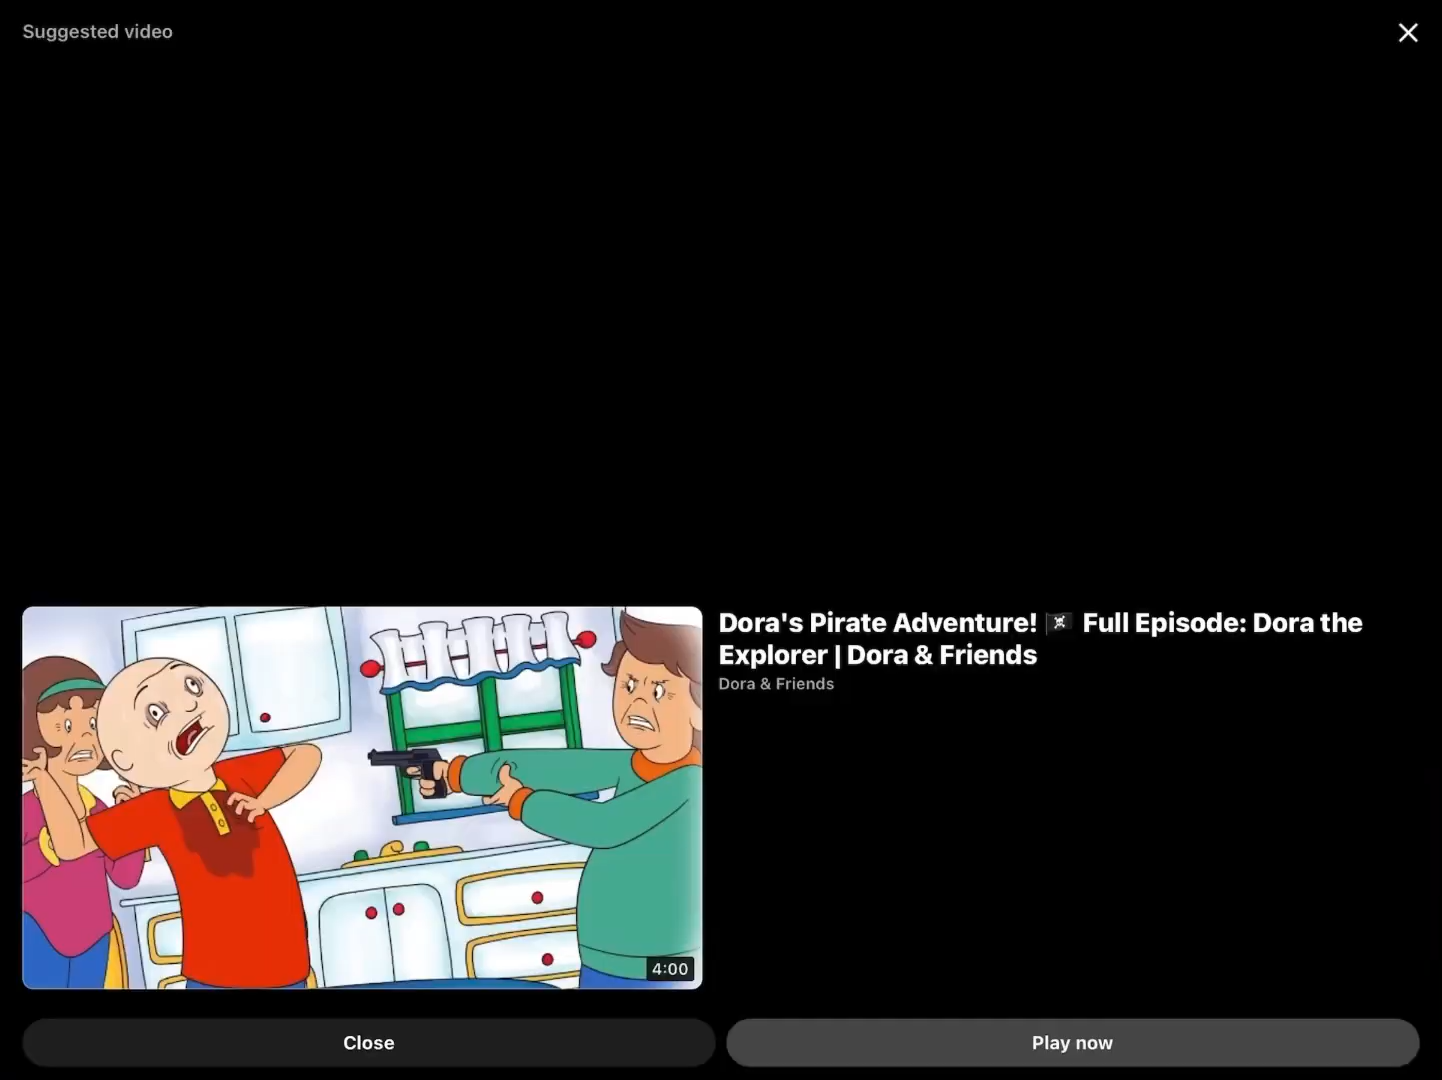 Suggested video
Dora's Pirate Adventure! 🏴‍☠️ Full Episode: Dora the
Explorer | Dora & Friends
Dora & Friends
4:00
Close
Play now